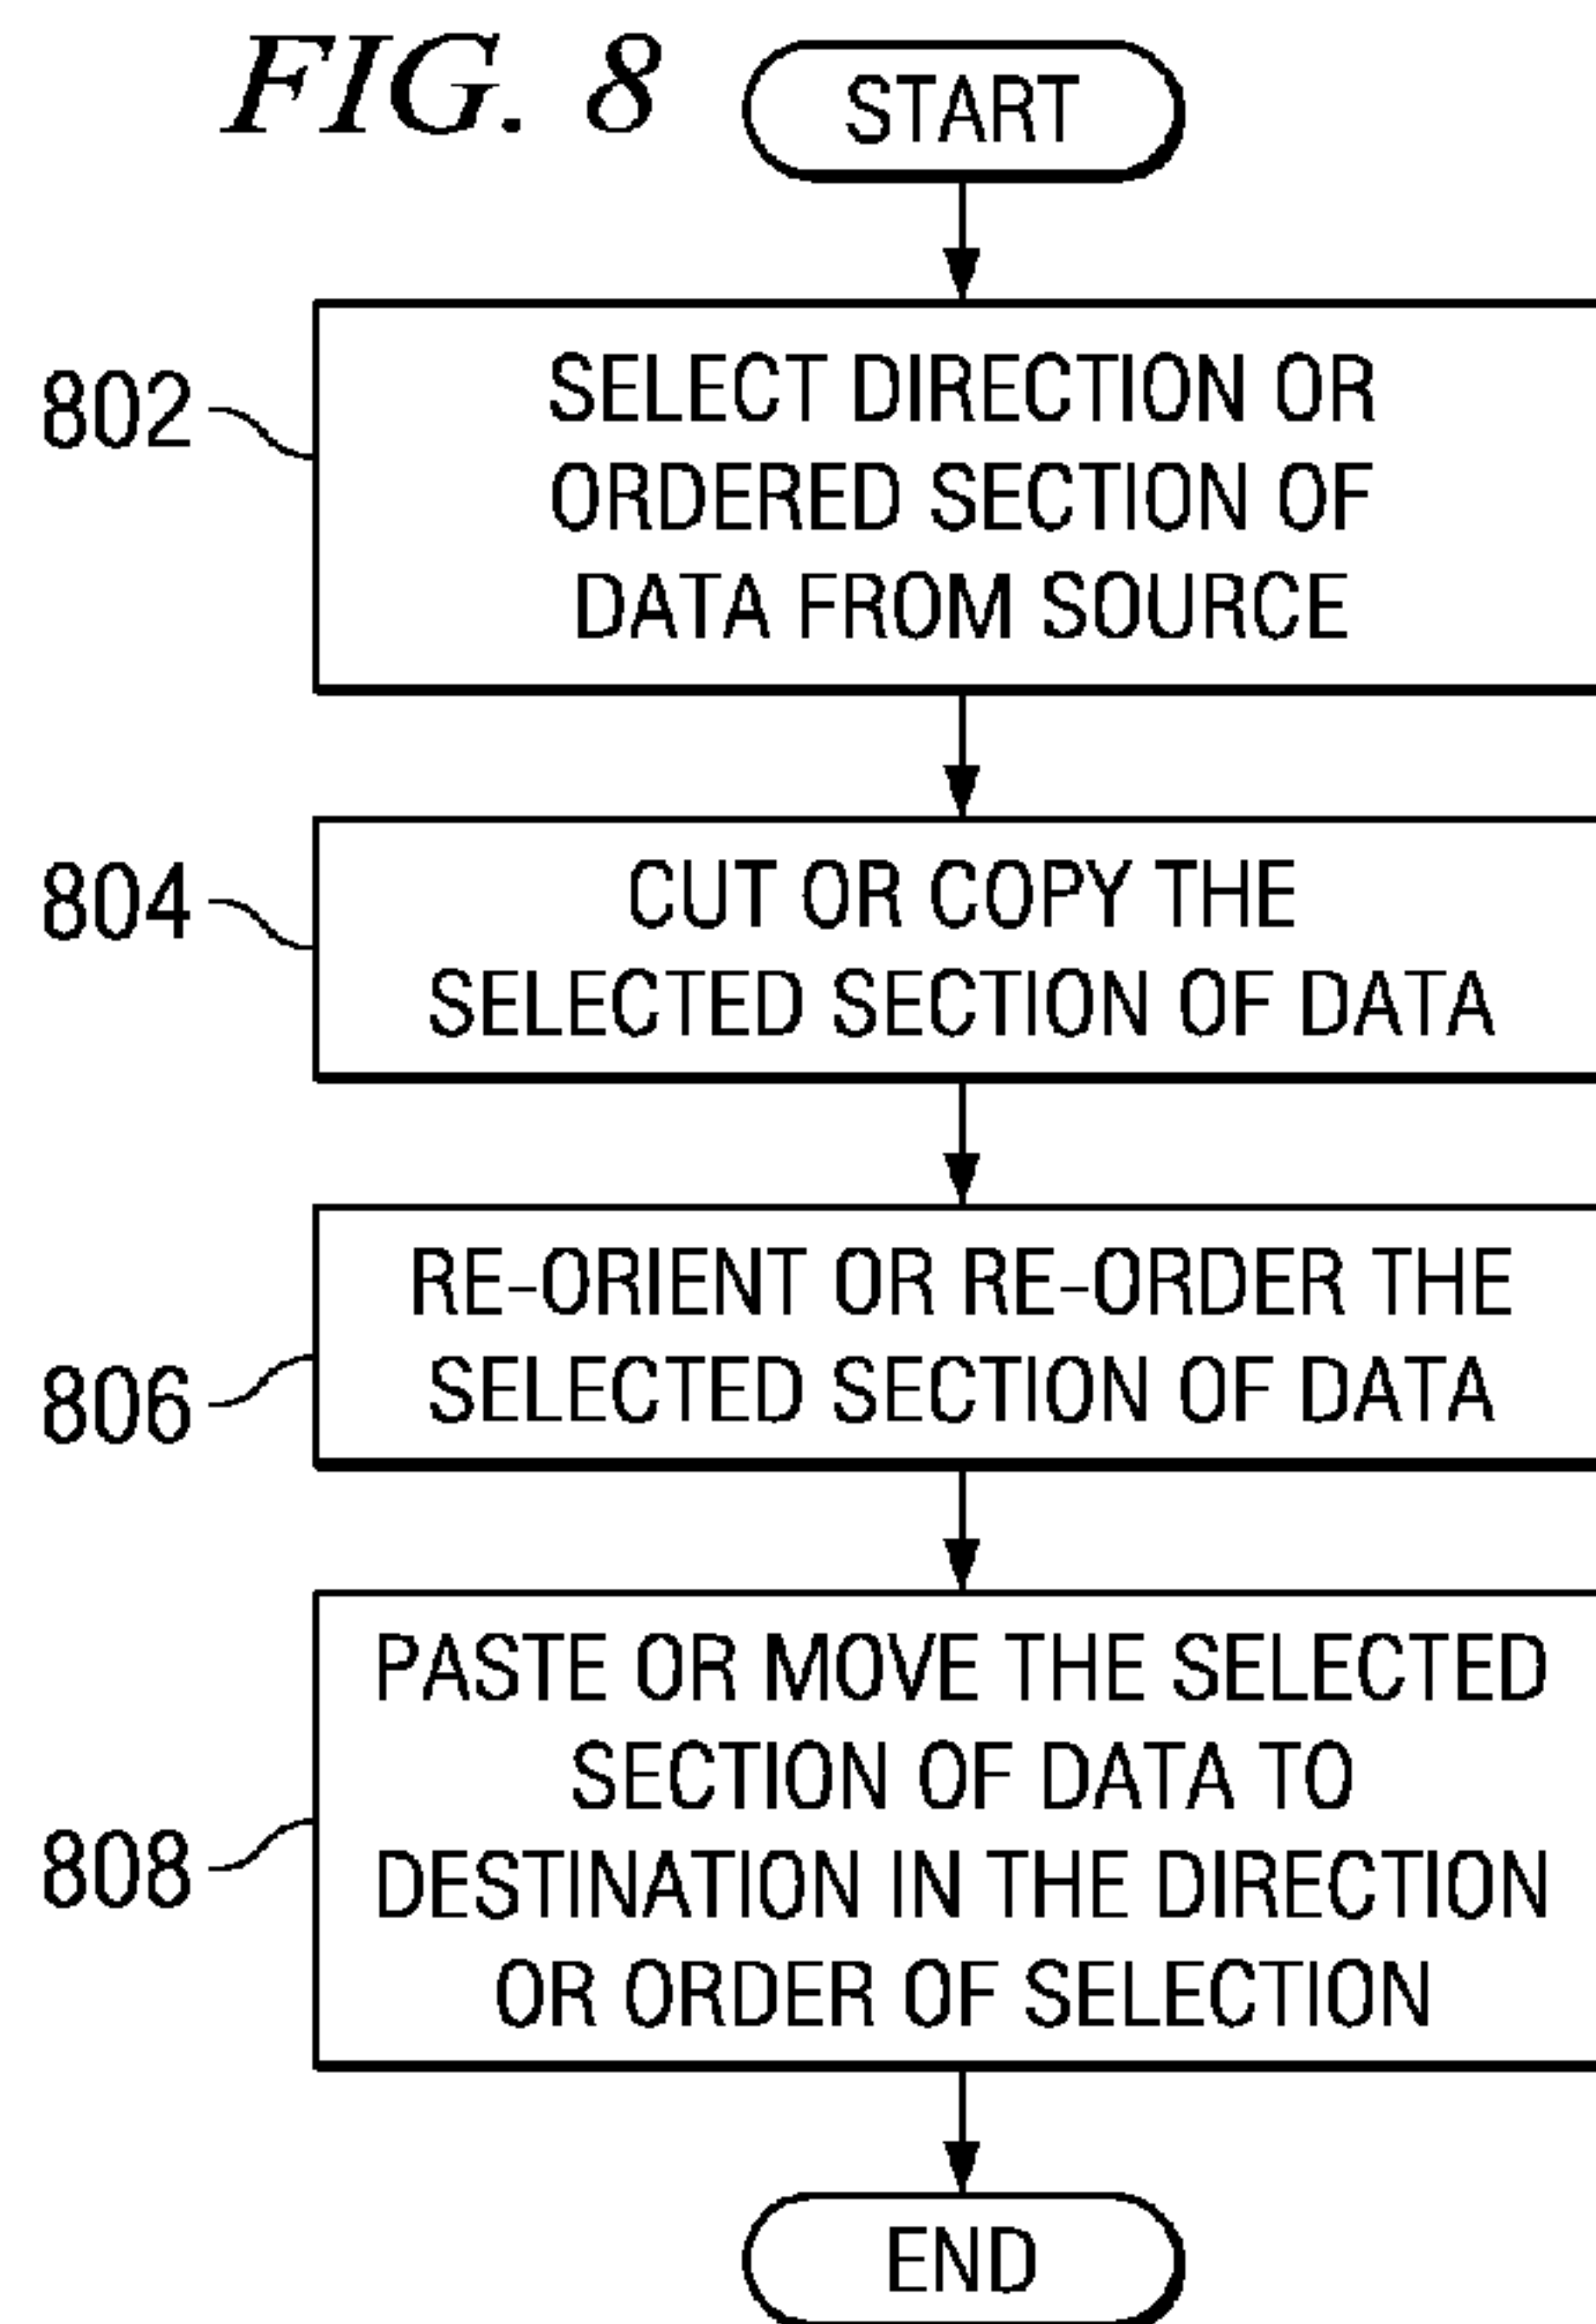 FIG. 8
START
802
SELECT DIRECTION OR
ORDERED SECTION OF
DATA FROM SOURCE
804
CUT OR COPY THE
SELECTED SECTION OF DATA
806
RE-ORIENT OR RE-ORDER THE
SELECTED SECTION OF DATA
808
PASTE OR MOVE THE SELECTED
SECTION OF DATA TO
DESTINATION IN THE DIRECTION
OR ORDER OF SELECTION
END